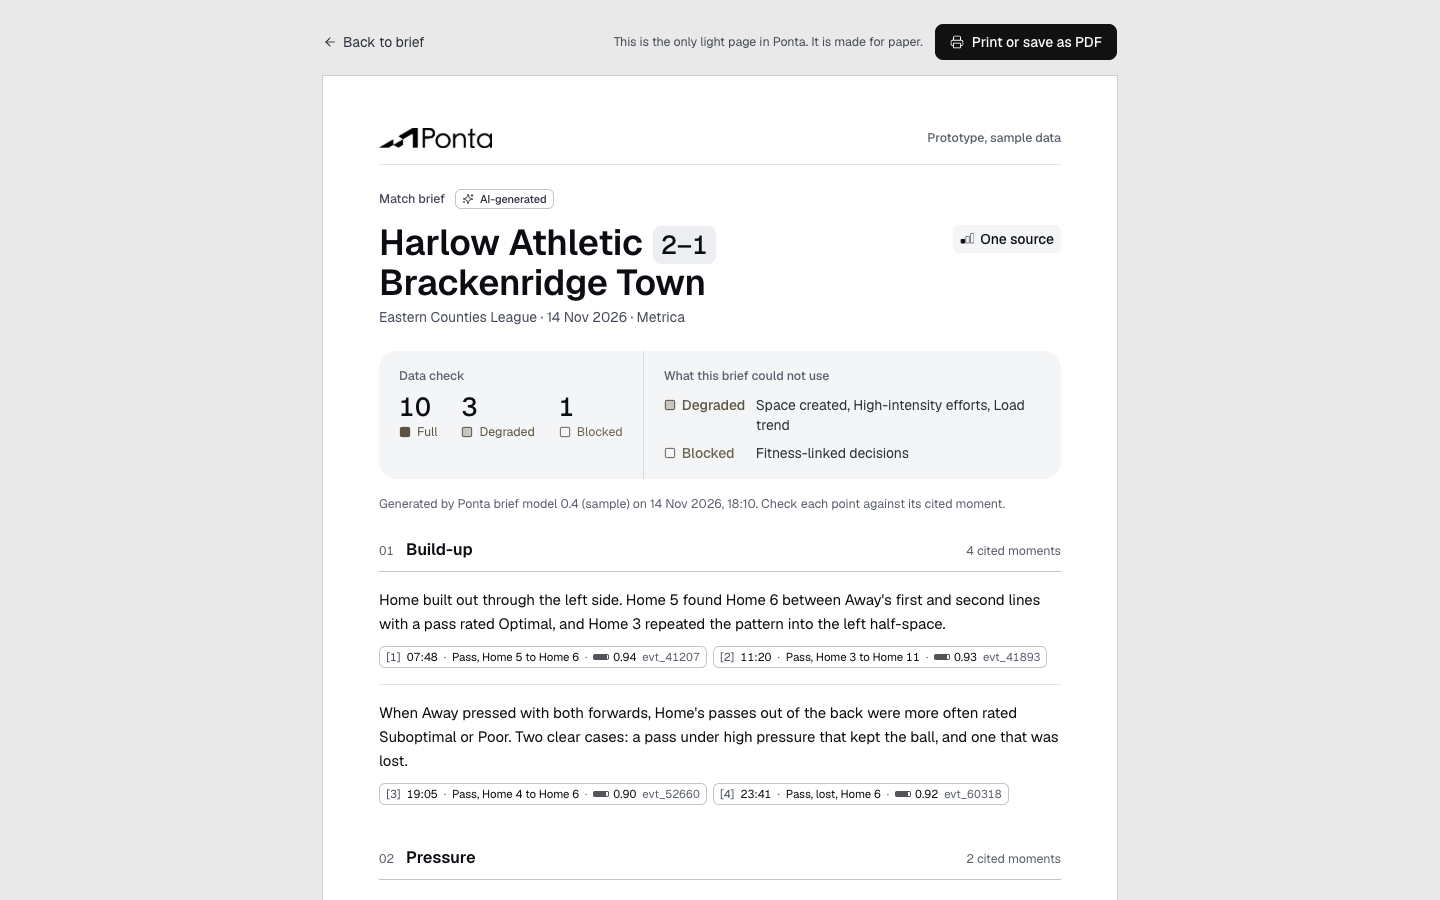 Back to brief
This is the only light page in Ponta. It is made for paper.
Print or save as PDF
Ponta
Prototype, sample data
Match brief
AI-generated
Harlow Athletic 2–1
Brackenridge Town
One source
Eastern Counties League · 14 Nov 2026 · Metrica
Data check
10 3 1
Full Degraded Blocked
What this brief could not use
Degraded Space created, High-intensity efforts, Load
trend
Blocked Fitness-linked decisions
Generated by Ponta brief model 0.4 (sample) on 14 Nov 2026, 18:10. Check each point against its cited moment.
01 Build-up
4 cited moments
Home built out through the left side. Home 5 found Home 6 between Away's first and second lines
with a pass rated Optimal, and Home 3 repeated the pattern into the left half-space.
[1] 07:48 · Pass, Home 5 to Home 6 · 0.94 evt_41207
[2] 11:20 · Pass, Home 3 to Home 11 · 0.93 evt_41893
When Away pressed with both forwards, Home's passes out of the back were more often rated
Suboptimal or Poor. Two clear cases: a pass under high pressure that kept the ball, and one that was
lost.
[3] 19:05 · Pass, Home 4 to Home 6 · 0.90 evt_52660
[4] 23:41 · Pass, lost, Home 6 · 0.92 evt_60318
02 Pressure
2 cited moments